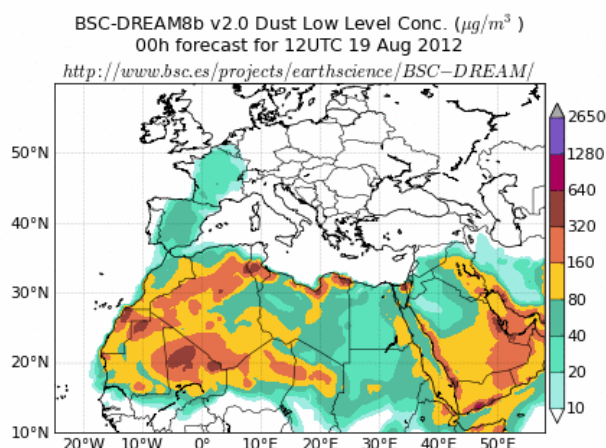 BSC-DREAM8b v2.0 Dust Low Level Conc. (μg/m³ )
00h forecast for 12UTC 19 Aug 2012
http://www.bsc.es/projects/earthscience/BSC−DREAM/
2650
1280
640
320
160
80
40
20
10
50°N
40°N
30°N
20°N
10°N
20°W 10°W 0° 10°E 20°E 30°E 40°E 50°E